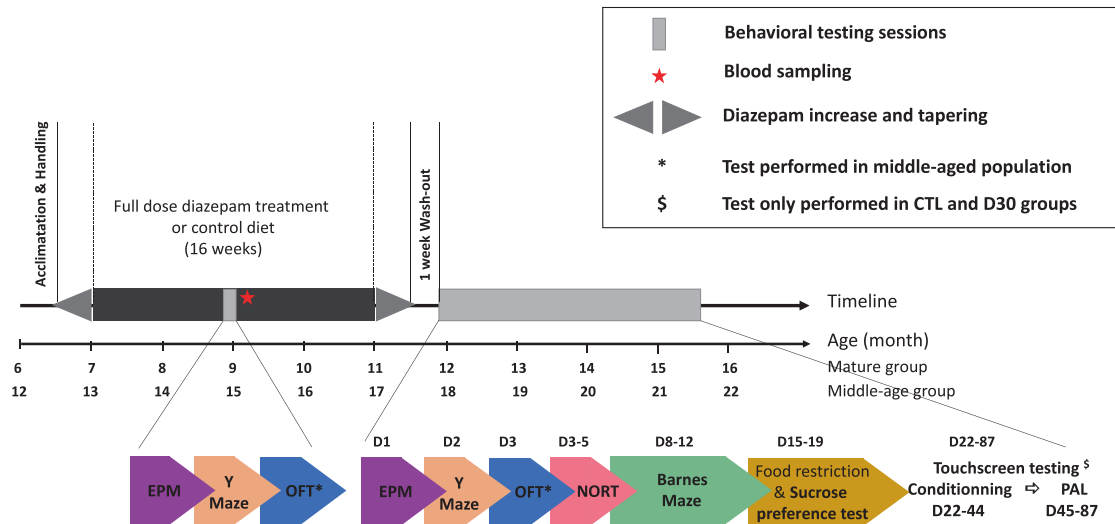 Behavioral testing sessions
Blood sampling
Diazepam increase and tapering
* Test performed in middle-aged population
$ Test only performed in CTL and D30 groups
Acclimatation & Handling
Full dose diazepam treatment
or control diet
(16 weeks)
1 week Wash-out
Timeline
Age (month)
6 7 8 9 10 11 12 13 14 15 16 Mature group
12 13 14 15 16 17 18 19 20 21 22 Middle-age group
EPM
Y
Maze
OFT*
D1 D2 D3 D3-5 D8-12 D15-19 D22-87
EPM
Y
Maze
OFT*
NORT
Barnes
Maze
Food restriction
& Sucrose
preference test
Touchscreen testing $
Conditionning ⇨ PAL
D22-44 D45-87